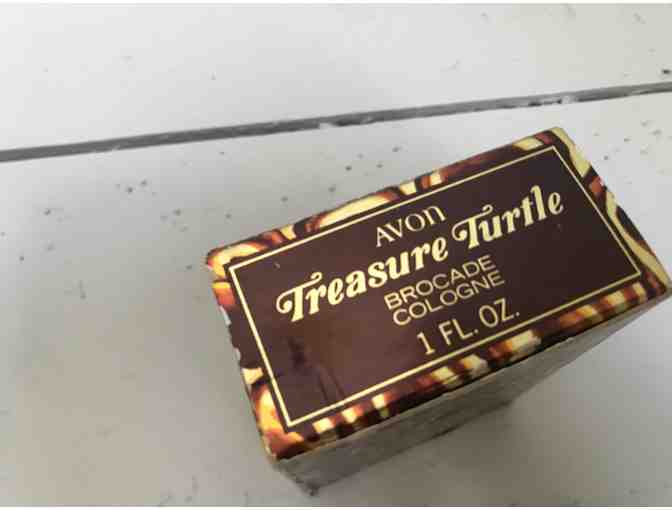 AVON
Treasure Turtle
BROCADE
COLOGNE
1 FL. OZ.